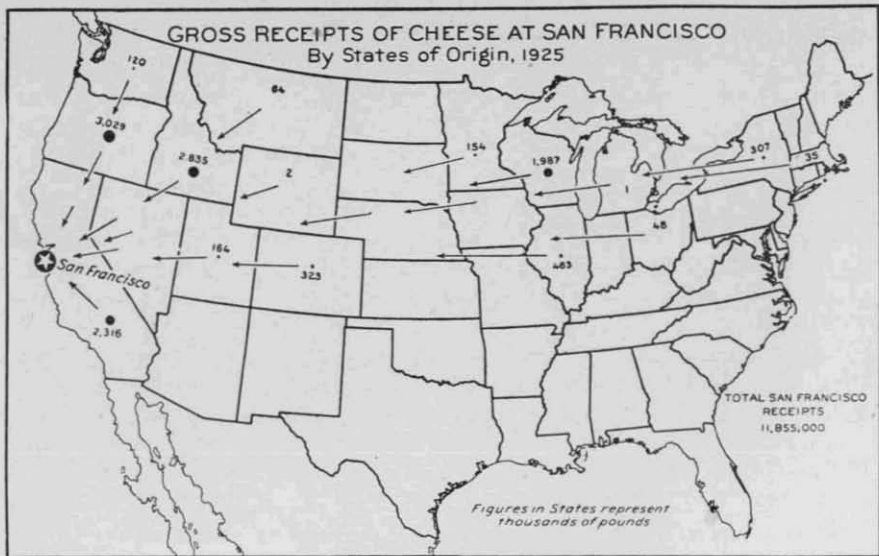 GROSS RECEIPTS OF CHEESE AT SAN FRANCISCO
By States of Origin, 1925
120
64
3,029
2,835
2
154
1,987
1
307
35
48
164
323
463
San Francisco
2,316
TOTAL SAN FRANCISCO
RECEIPTS
11,855,000
Figures in States represent
thousands of pounds